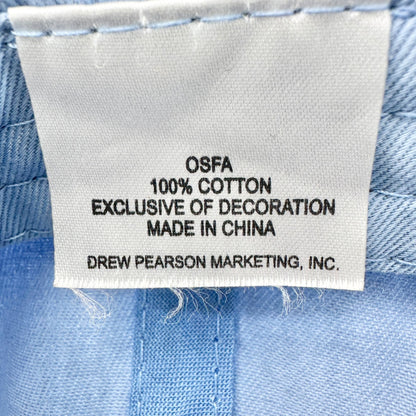 OSFA
100% COTTON
EXCLUSIVE OF DECORATION
MADE IN CHINA
DREW PEARSON MARKETING, INC.